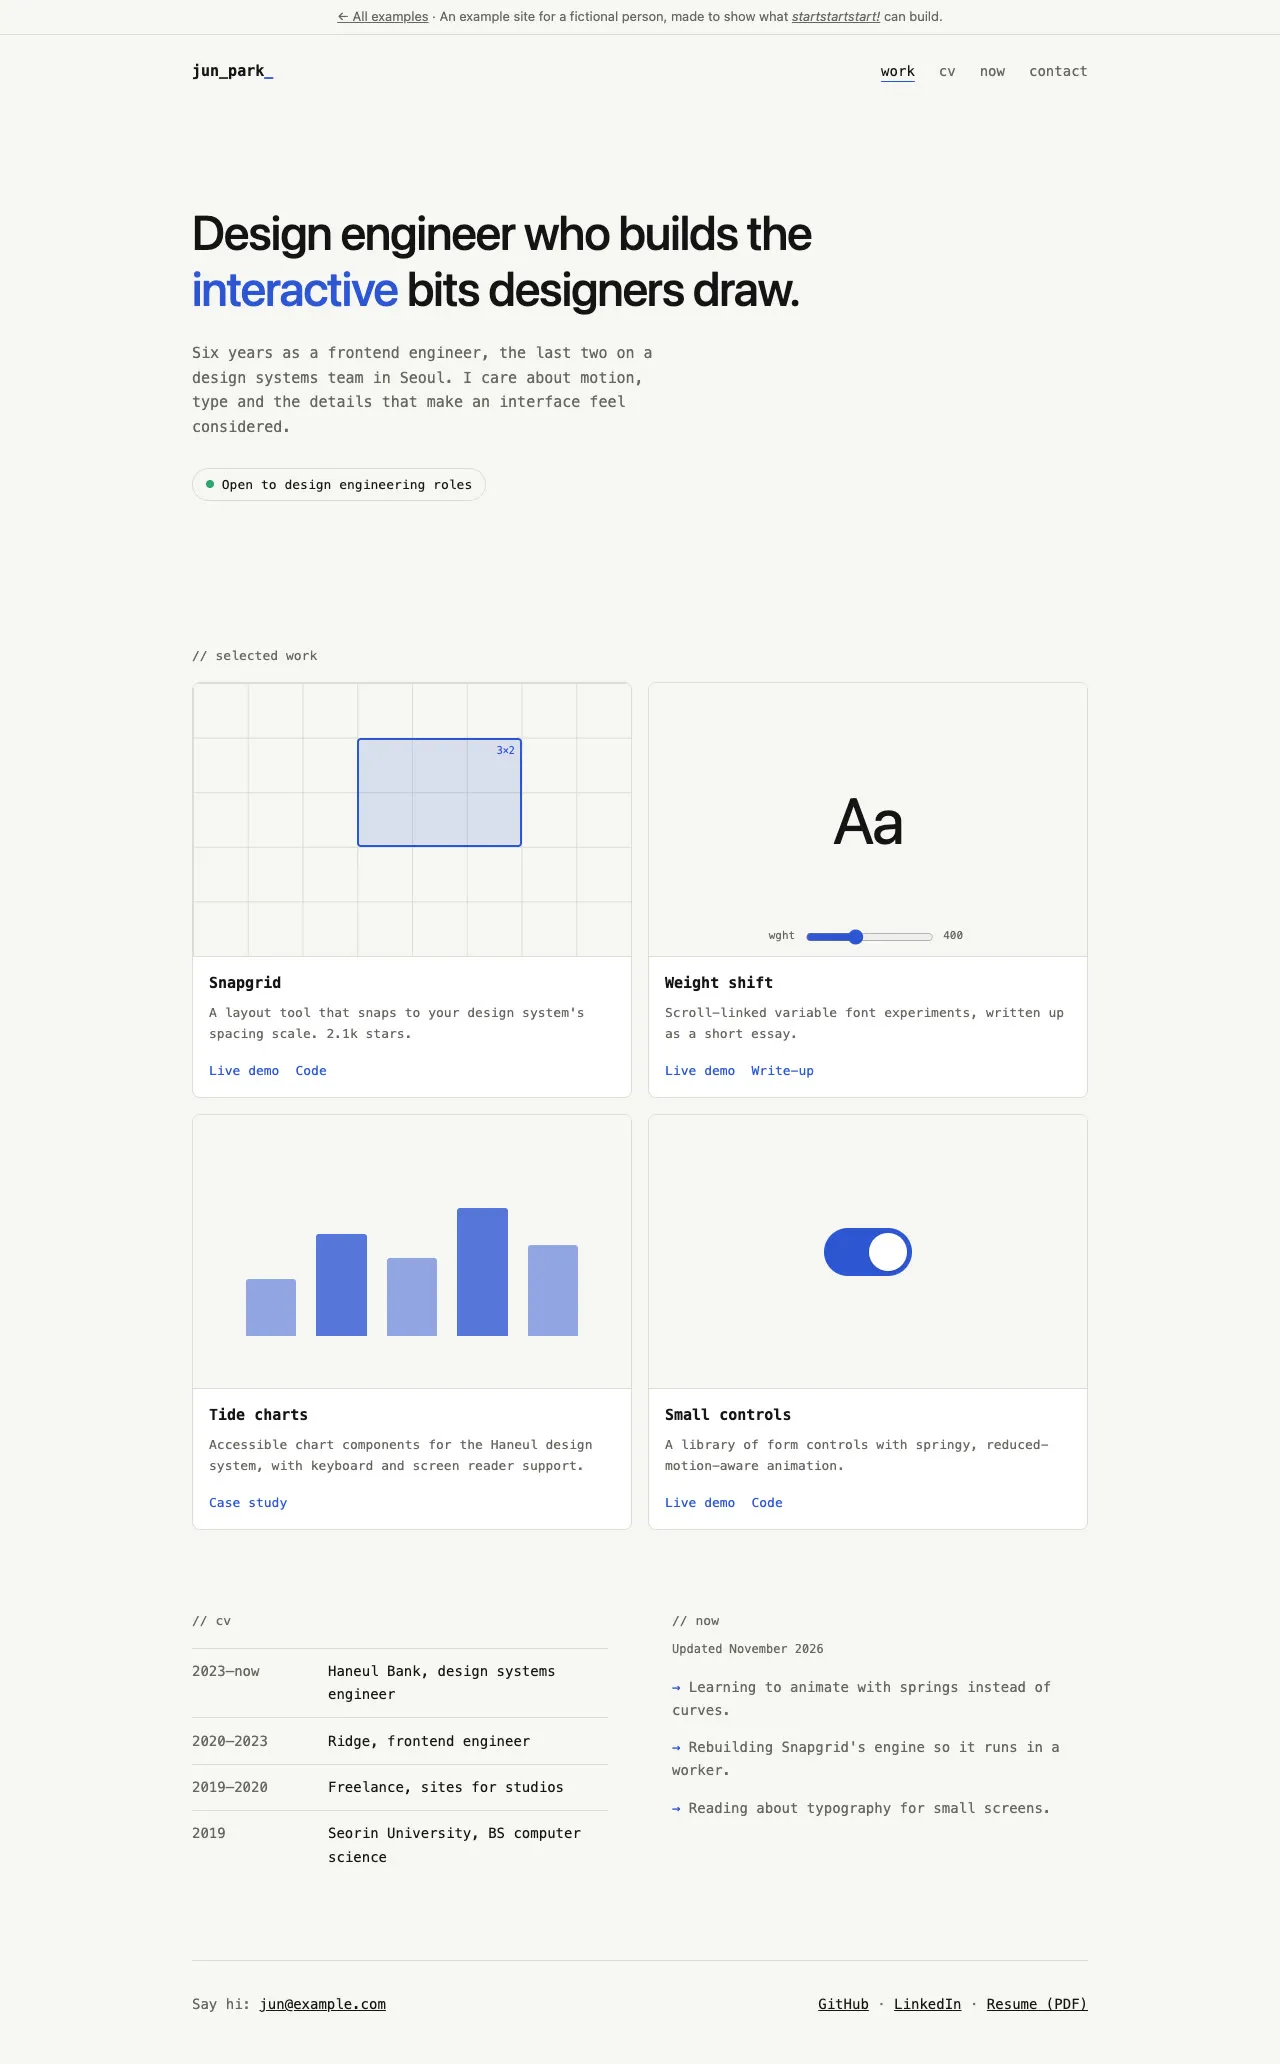 ← All examples · An example site for a fictional person, made to show what startstartstart! can build.
jun_park_
work cv now contact
Design engineer who builds the
interactive bits designers draw.
Six years as a frontend engineer, the last two on a
design systems team in Seoul. I care about motion,
type and the details that make an interface feel
considered.
Open to design engineering roles
// selected work
3×2
Aa
wght 400
Snapgrid
A layout tool that snaps to your design system's
spacing scale. 2.1k stars.
Live demo Code
Weight shift
Scroll-linked variable font experiments, written up
as a short essay.
Live demo Write-up
Tide charts
Accessible chart components for the Haneul design
system, with keyboard and screen reader support.
Case study
Small controls
A library of form controls with springy, reduced-
motion-aware animation.
Live demo Code
// cv
2023—now Haneul Bank, design systems
engineer
2020—2023 Ridge, frontend engineer
2019—2020 Freelance, sites for studios
2019 Seorin University, BS computer
science
// now
Updated November 2026
→ Learning to animate with springs instead of
curves.
→ Rebuilding Snapgrid's engine so it runs in a
worker.
→ Reading about typography for small screens.
Say hi: jun@example.com
GitHub · LinkedIn · Resume (PDF)